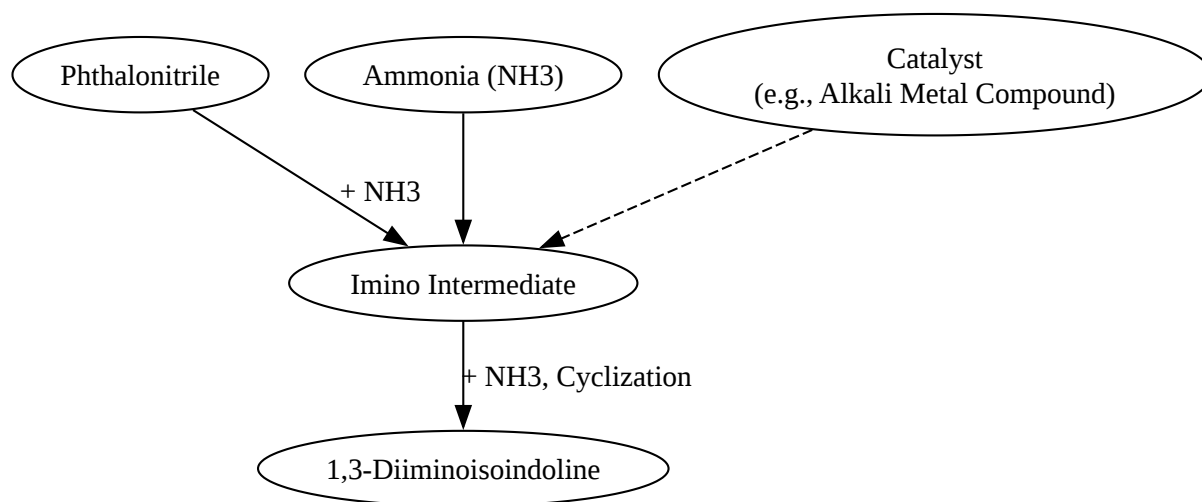 Phthalonitrile
Ammonia (NH3)
Catalyst
(e.g., Alkali Metal Compound)
+ NH3
Imino Intermediate
+ NH3, Cyclization
1,3-Diiminoisoindoline